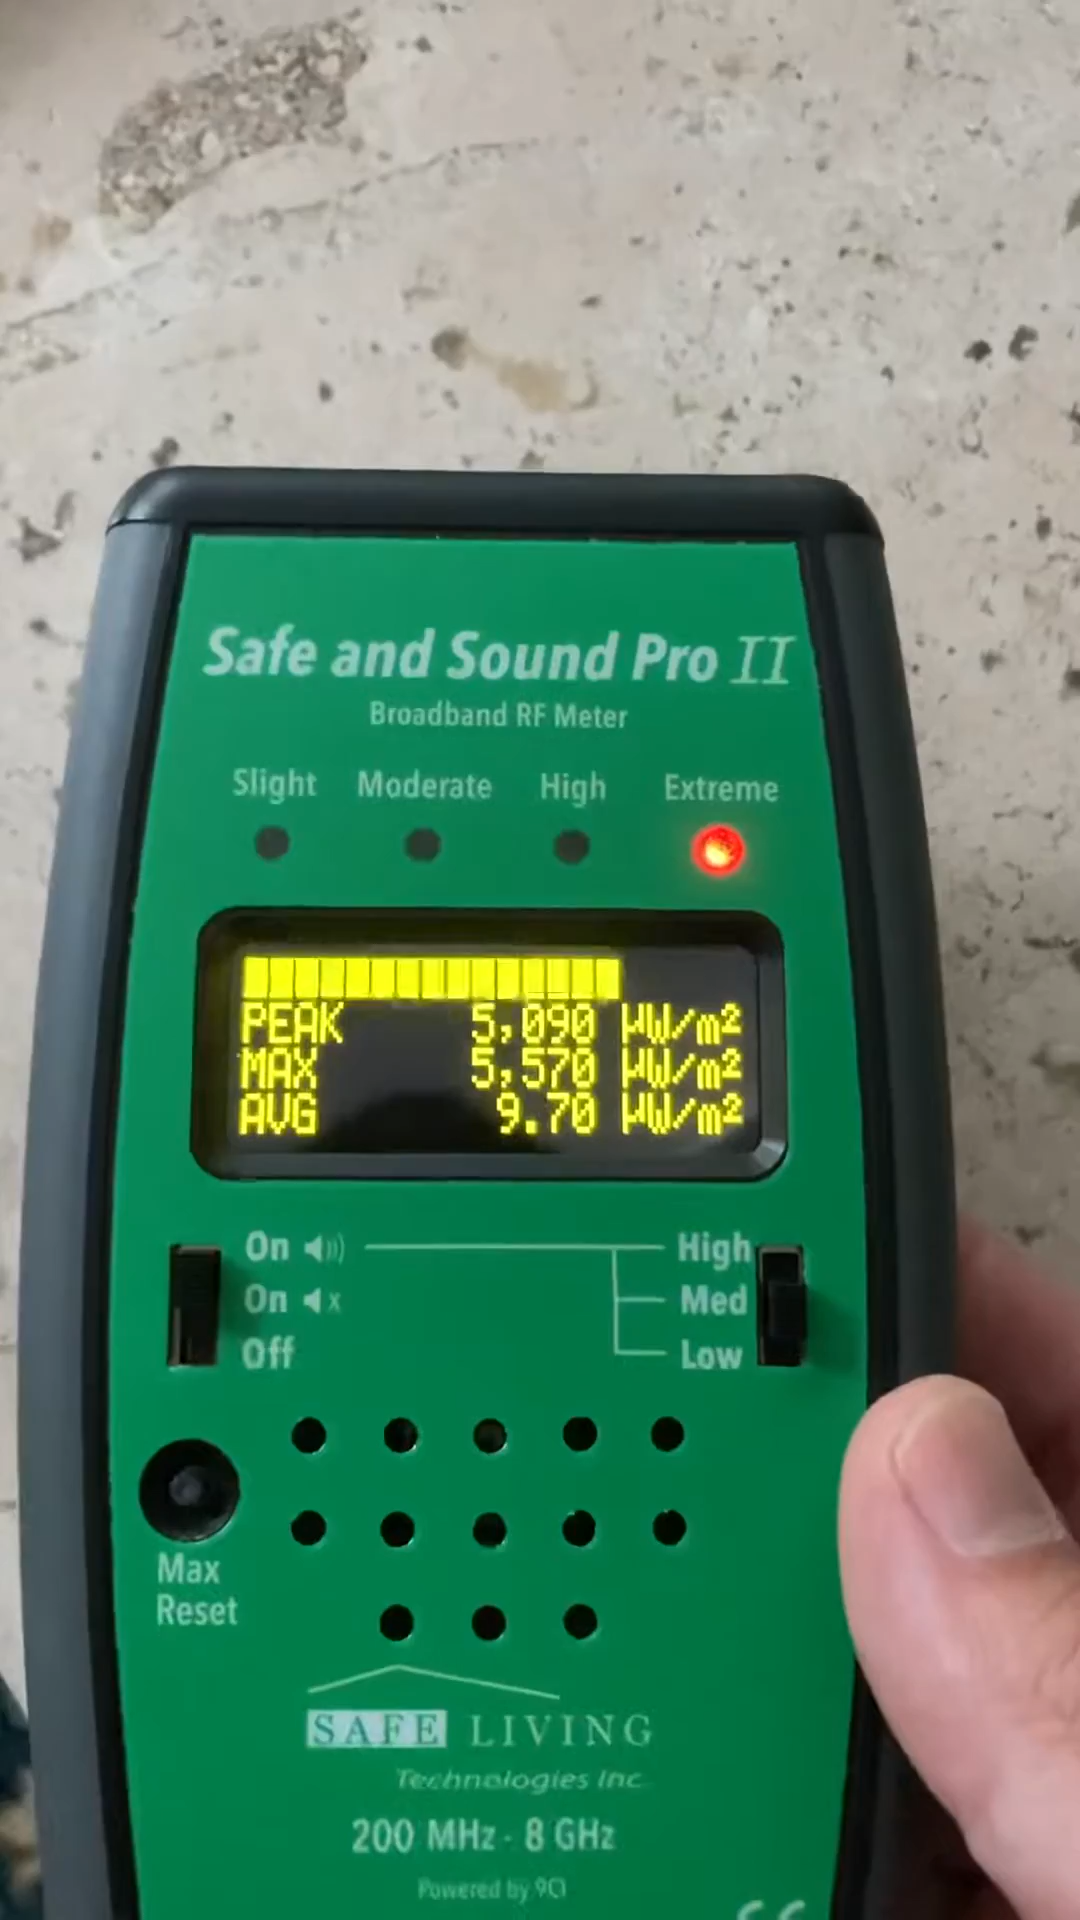 Safe and Sound Pro II
Broadband RF Meter
Slight Moderate High Extreme
PEAK 5,090 µW/m²
MAX 5,570 µW/m²
AVG 9.70 µW/m²
On High
On x Med
Off Low
Max
Reset
SAFE LIVING
Technologies Inc.
200 MHz - 8 GHz
Powered by 9CI